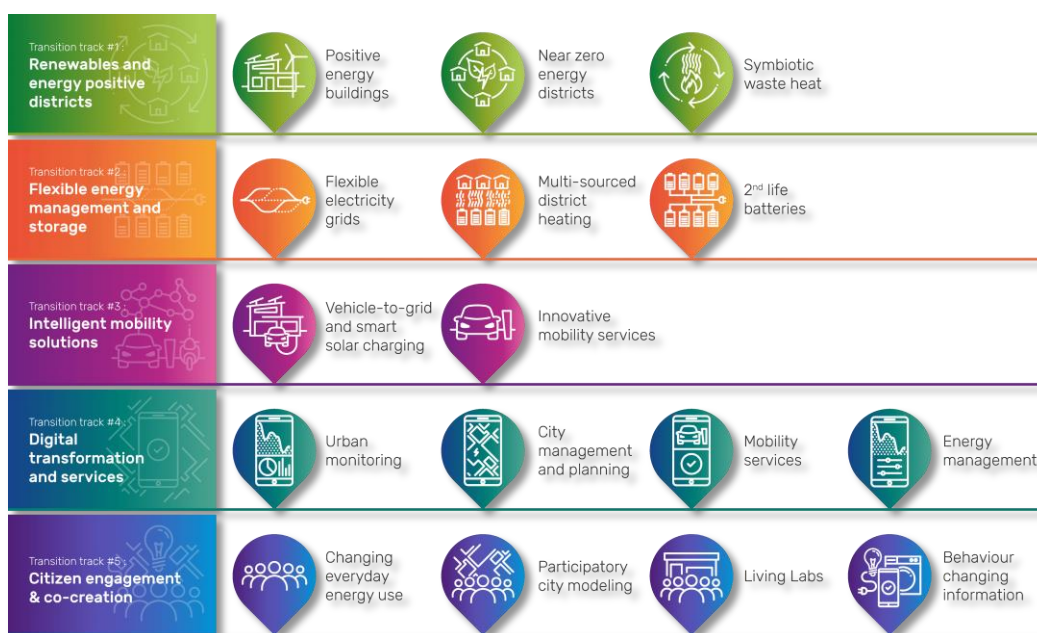 Transition track #1:
Renewables and
energy positive
districts
Positive
energy
buildings
Near zero
energy
districts
Symbiotic
waste heat
Transition track #2:
Flexible energy
management and
storage
Flexible
electricity
grids
Multi-sourced
district
heating
2nd life
batteries
Transition track #3:
Intelligent mobility
solutions
Vehicle-to-grid
and smart
solar charging
Innovative
mobility services
Transition track #4:
Digital
transformation
and services
Urban
monitoring
City
management
and planning
Mobility
services
Energy
management
Transition track #5:
Citizen engagement
& co-creation
Changing
everyday
energy use
Participatory
city modeling
Living Labs
Behaviour
changing
information